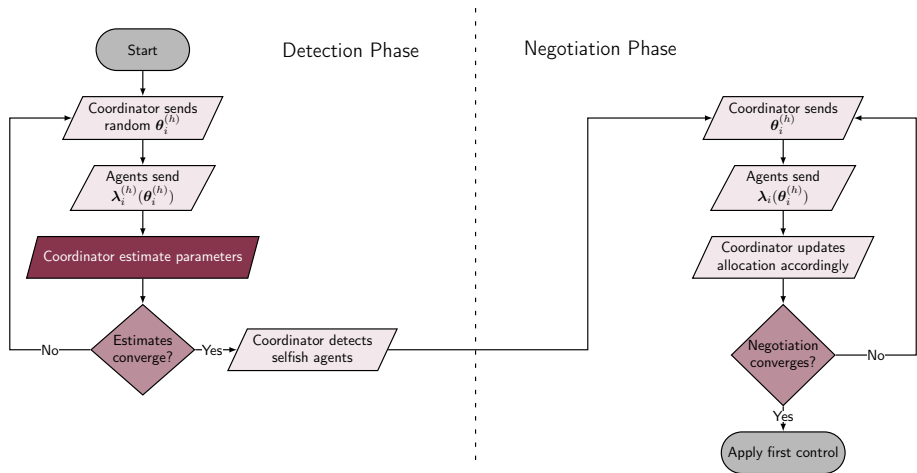 Detection Phase
Start
Coordinator sends
random θ_i^(h)
Agents send
λ_i^(h)(θ_i^(h))
Coordinator estimate parameters
Estimates
converge?
No
Yes
Coordinator detects
selfish agents
Negotiation Phase
Coordinator sends
θ_i^(h)
Agents send
λ_i(θ_i^(h))
Coordinator updates
allocation accordingly
Negotiation
converges?
No
Yes
Apply first control